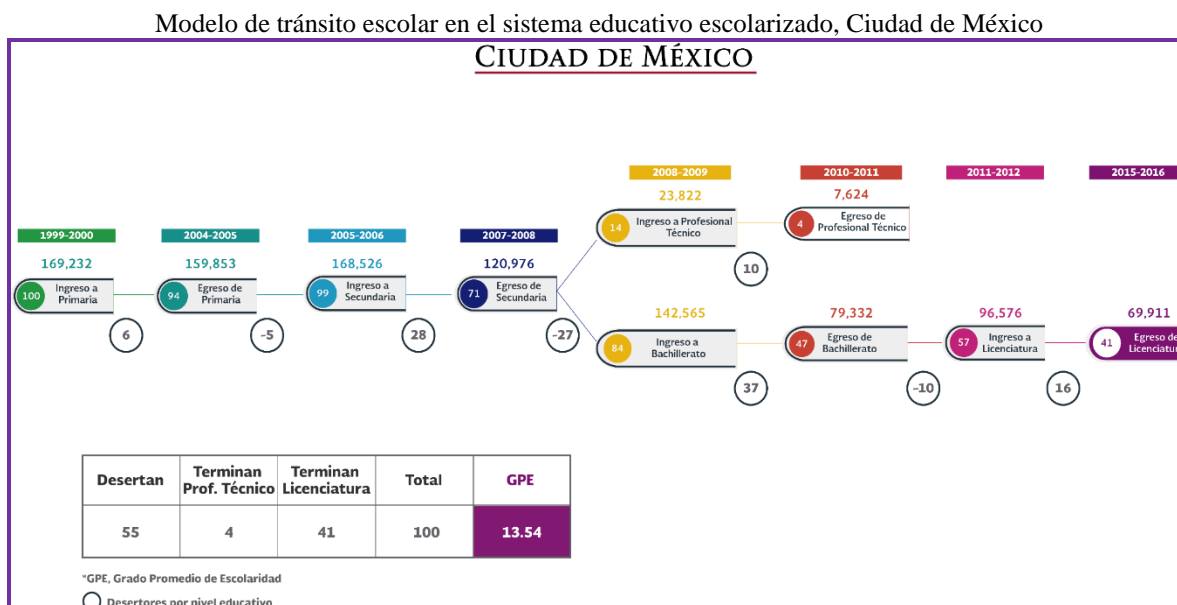 Modelo de tránsito escolar en el sistema educativo escolarizado, Ciudad de México
CIUDAD DE MÉXICO
2008-2009
23,822
14
Ingreso a Profesional
Técnico
2010-2011
7,624
4
Egreso de
Profesional Técnico
2011-2012
2015-2016
10
1999-2000
169,232
100
Ingreso a
Primaria
6
2004-2005
159,853
94
Egreso de
Primaria
-5
2005-2006
168,526
99
Ingreso a
Secundaria
28
2007-2008
120,976
71
Egreso de
Secundaria
-27
142,565
84
Ingreso a
Bachillerato
37
79,332
47
Egreso de
Bachillerato
-10
96,576
57
Ingreso a
Licenciatura
16
69,911
41
Egreso de
Licenciatura
Desertan
Terminan
Prof. Técnico
Terminan
Licenciatura
Total
GPE
55
4
41
100
13.54
*GPE, Grado Promedio de Escolaridad
Desertores por nivel educativo